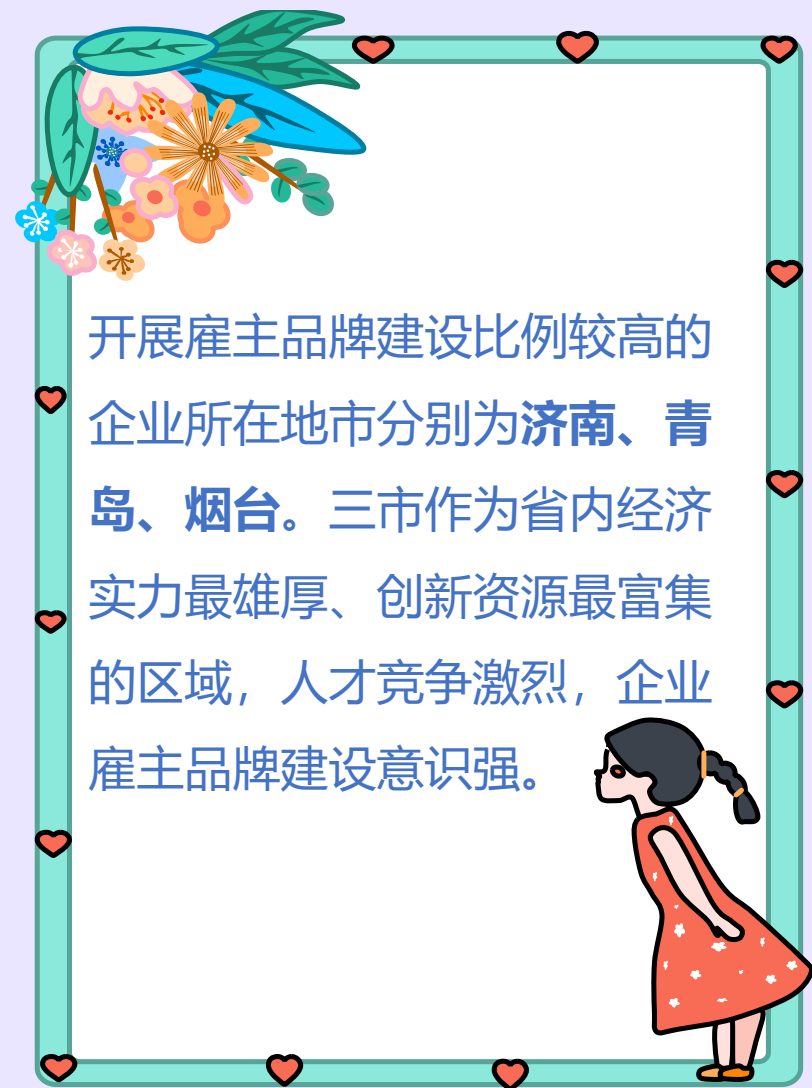 开展雇主品牌建设比例较高的
企业所在地市分别为济南、青
岛、烟台。三市作为省内经济
实力最雄厚、创新资源最富集
的区域，人才竞争激烈，企业
雇主品牌建设意识强。